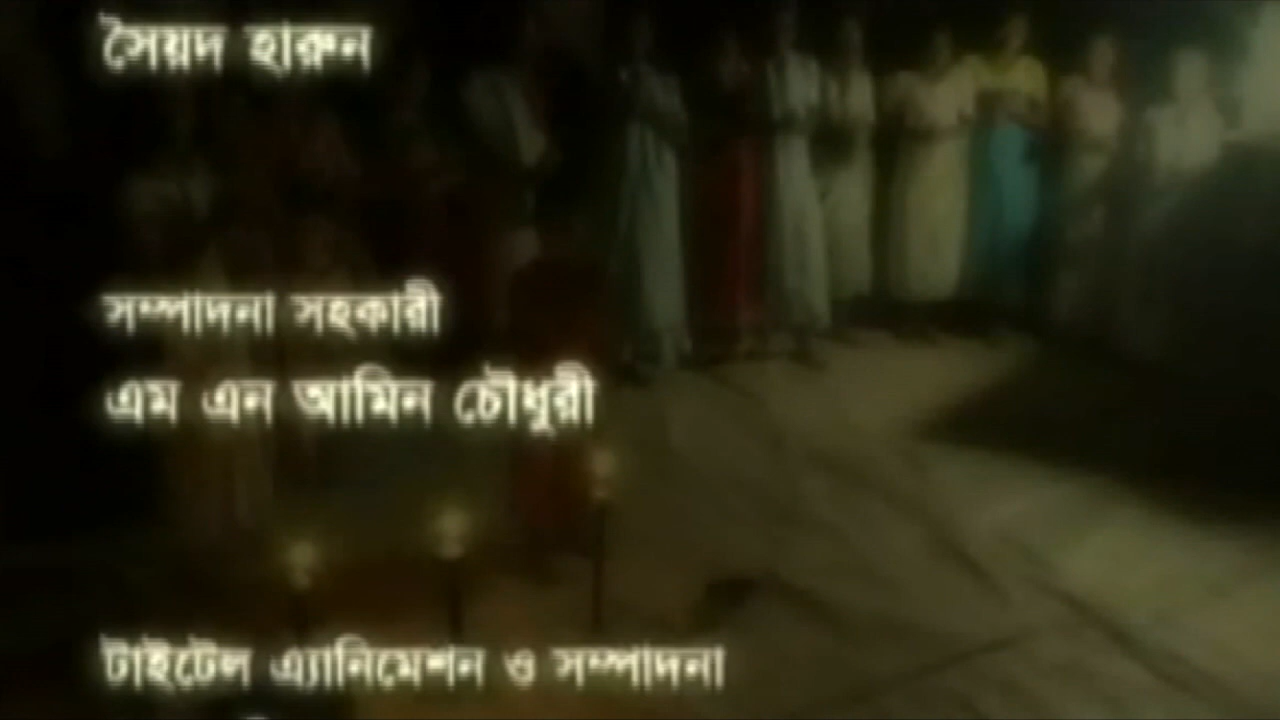 সৈয়দ হারুন
সম্পাদনা সহকারী
এম এন আমিন চৌধুরী
টাইটেল এ্যানিমেশন ও সম্পাদনা